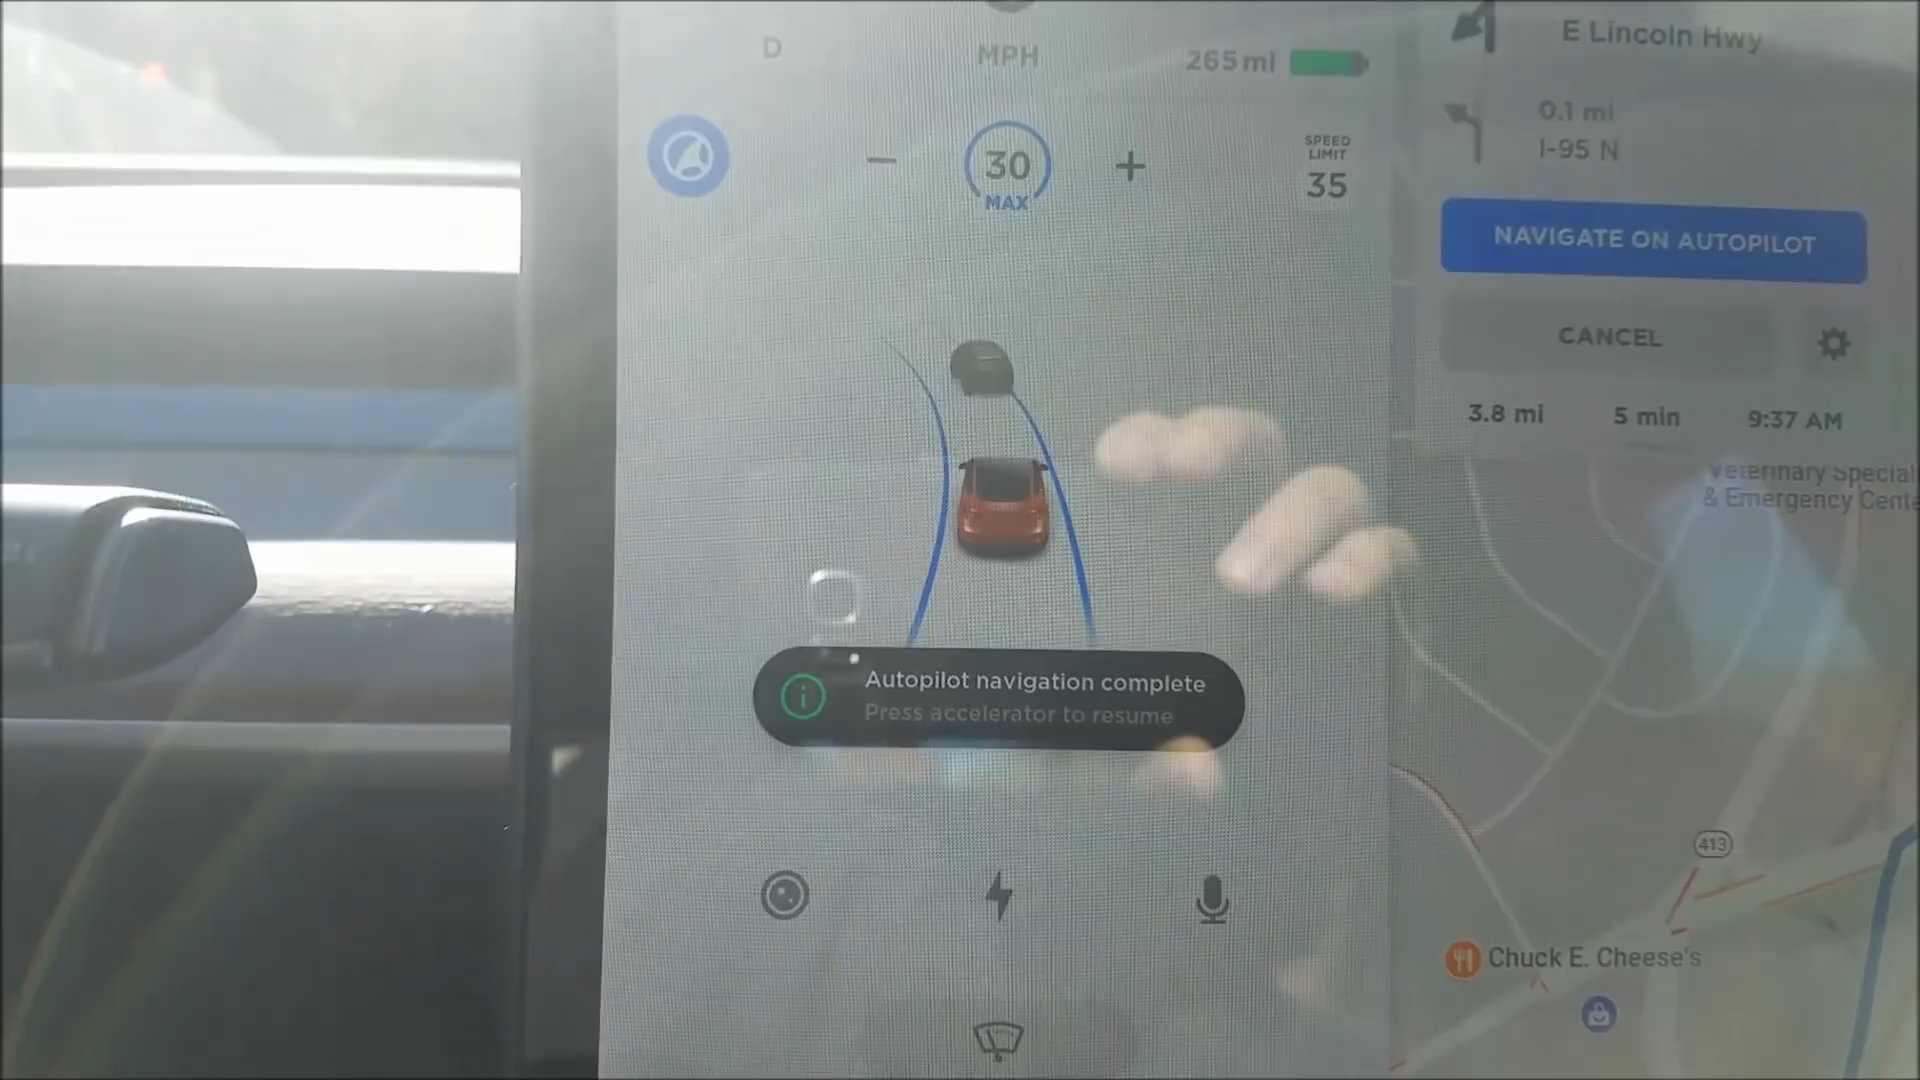 D
MPH
265 mi
30
MAX
SPEED
LIMIT
35
E Lincoln Hwy
0.1 mi
I-95 N
NAVIGATE ON AUTOPILOT
CANCEL
3.8 mi
5 min
9:37 AM
Veterinary Special
& Emergency Cente
Autopilot navigation complete
Press accelerator to resume
413
Chuck E. Cheese's